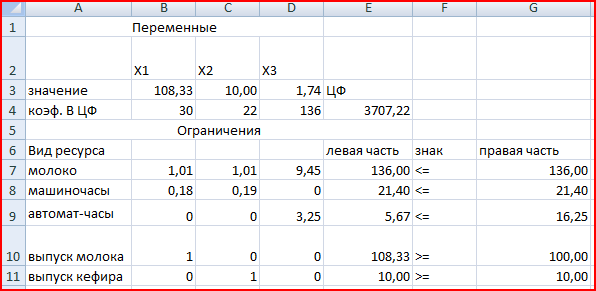 A B C D E F G
1 Переменные
2 X1 X2 X3
3 значение 108,33 10,00 1,74 ЦФ
4 коэф. В ЦФ 30 22 136 3707,22
5 Ограничения
6 Вид ресурса левая часть знак правая часть
7 молоко 1,01 1,01 9,45 136,00 <= 136,00
8 машиночасы 0,18 0,19 0 21,40 <= 21,40
9 автомат-часы 0 0 3,25 5,67 <= 16,25
10 выпуск молока 1 0 0 108,33 >= 100,00
11 выпуск кефира 0 1 0 10,00 >= 10,00